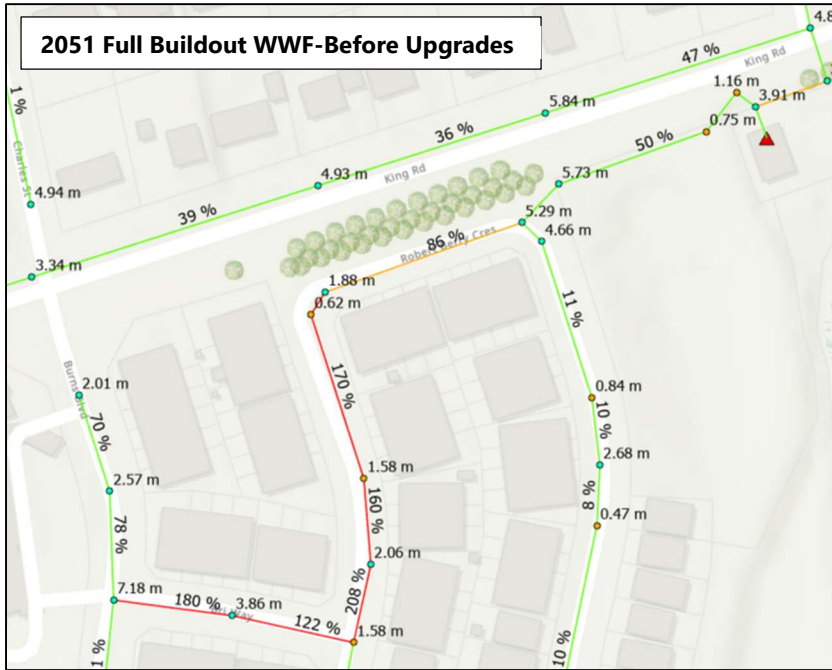 2051 Full Buildout WWF-Before Upgrades
4.8
47 %
King Rd
1 %
1.16 m
3.91 m
5.84 m
0.75 m
36 %
50 %
Charles St
4.93 m
King Rd
5.73 m
4.94 m
39 %
5.29 m
86 %
4.66 m
3.34 m
1.88 m
0.62 m
11 %
170 %
Burns Blvd
2.01 m
0.84 m
70 %
10 %
2.57 m
1.58 m
2.68 m
160 %
8 %
78 %
0.47 m
2.06 m
7.18 m
180 %
3.86 m
208 %
Way
122 %
1.58 m
1 %
10 %